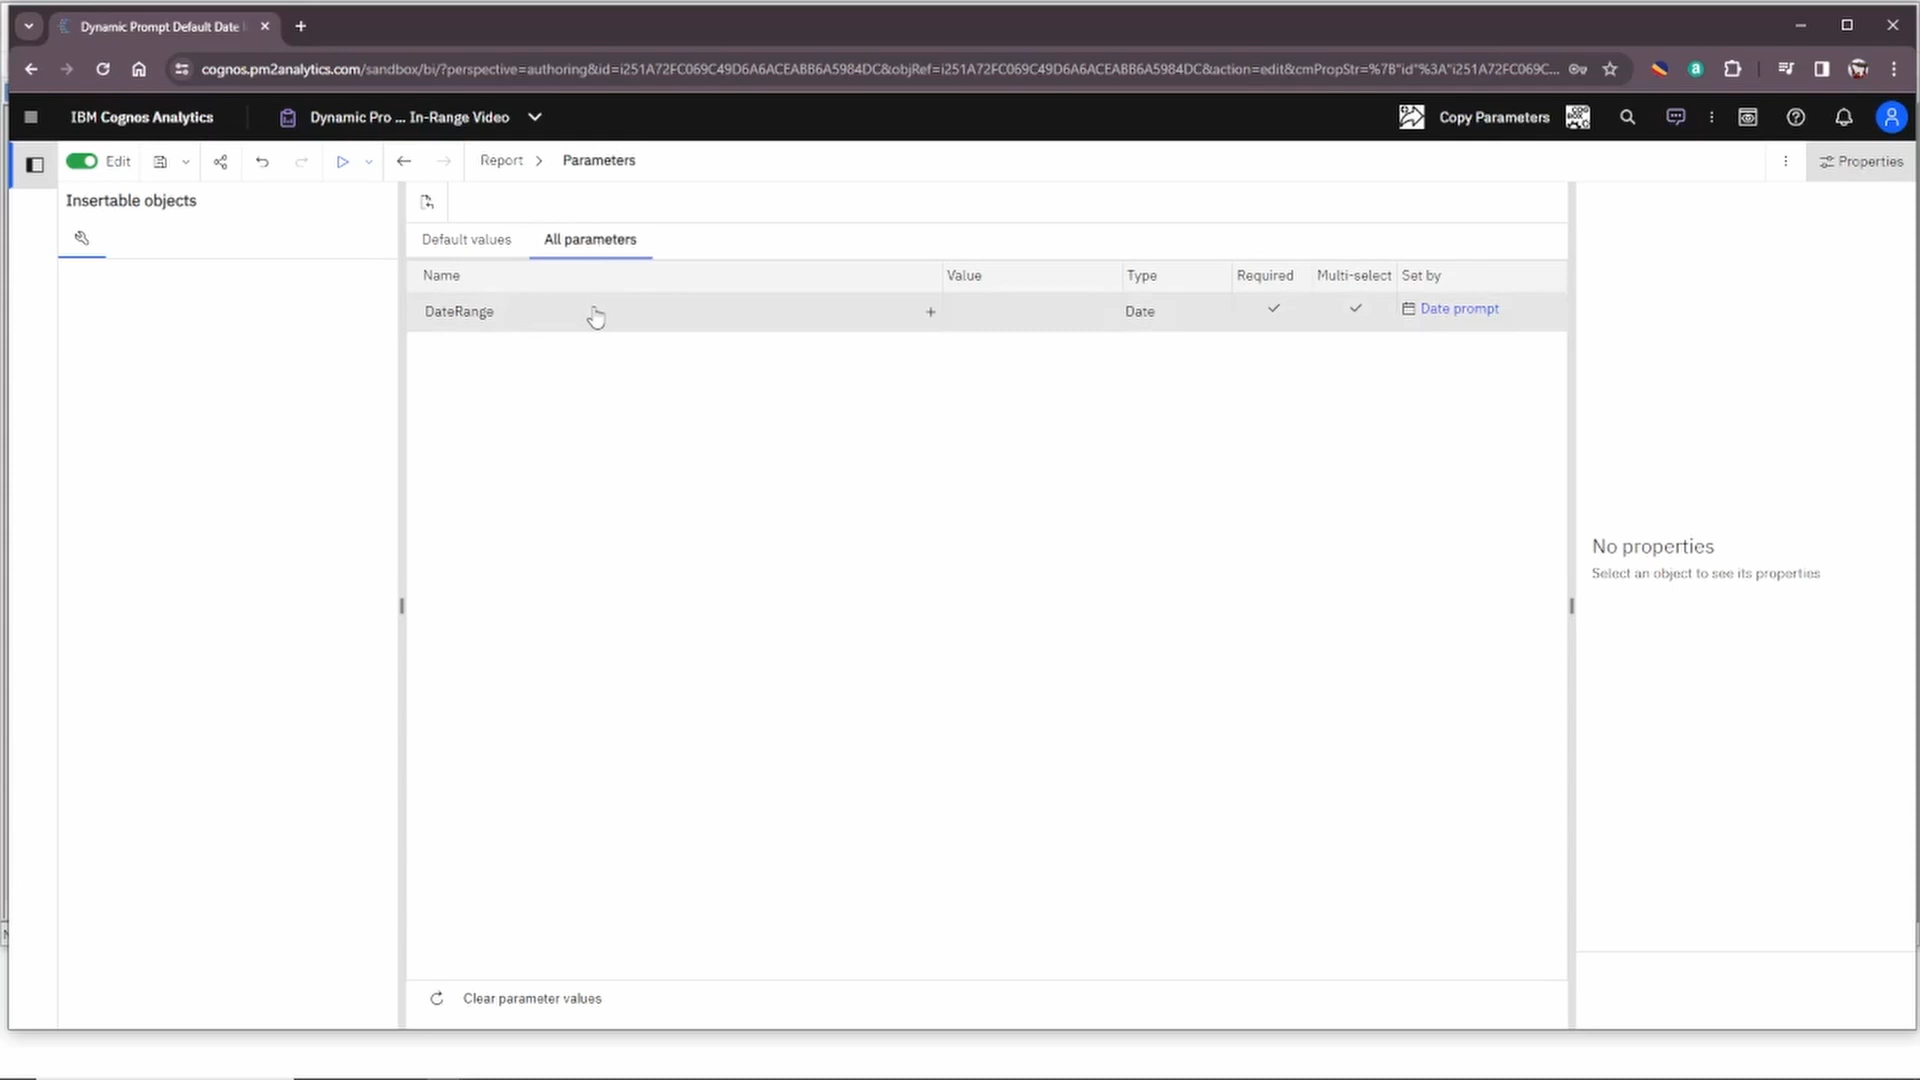 Dynamic Prompt Default Date
cognos.pm2analytics.com/sandbox/bi/?perspective=authoring&id=i251A72FC069C49D6A6ACEABB6A5984DC&objRef=i251A72FC069C49D6A6ACEABB6A5984DC&action=edit&cmPropStr=%7B"id"%3A"i251A72FC069C...
IBM Cognos Analytics
Dynamic Pro ... In-Range Video
Copy Parameters
Edit
Report > Parameters
Properties
Insertable objects
Default values
All parameters
Name Value Type Required Multi-select Set by
DateRange + Date Date prompt
No properties
Select an object to see its properties
Clear parameter values